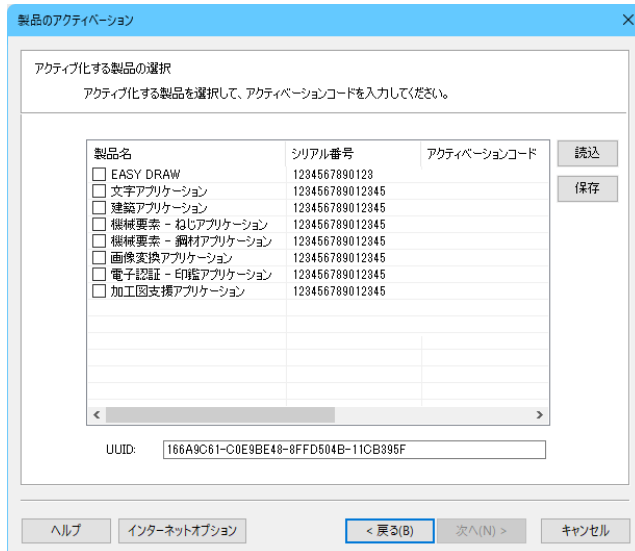 製品のアクティベーション
アクティブ化する製品の選択
アクティブ化する製品を選択して、アクティベーションコードを入力してください。
製品名 シリアル番号 アクティベーションコード 読込
EASY DRAW 1234567890123
保存
文字アプリケーション 123456789012345
建築アプリケーション 123456789012345
機械要素 - ねじアプリケーション 123456789012345
機械要素 - 鋼材アプリケーション 123456789012345
画像変換アプリケーション 123456789012345
電子認証 - 印鑑アプリケーション 123456789012345
加工図支援アプリケーション 123456789012345
UUID: 166A9C61-C0E9BE48-8FFD504B-11CB395F
ヘルプ インターネットオプション < 戻る(B) 次へ(N) > キャンセル